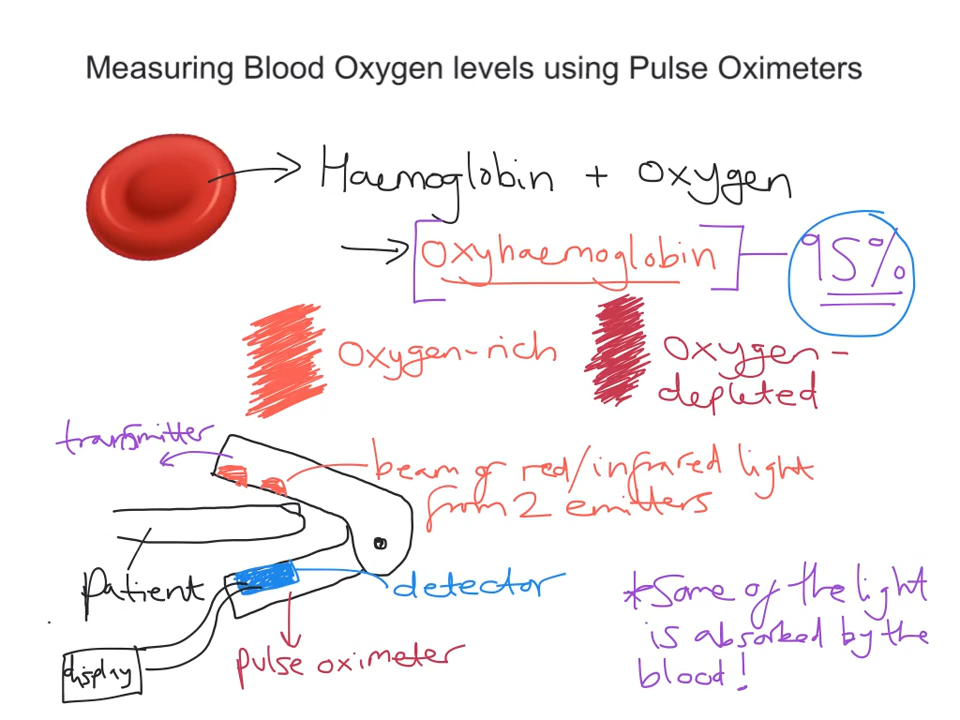 Measuring Blood Oxygen levels using Pulse Oximeters
Haemoglobin + Oxygen
Oxyhaemoglobin
95%
Oxygen-rich
Oxygen-
depleted
transmitter
beam of red/infrared light
from 2 emitters
Patient
detector
display
pulse oximeter
*Some of the light
is absorbed by the
blood!